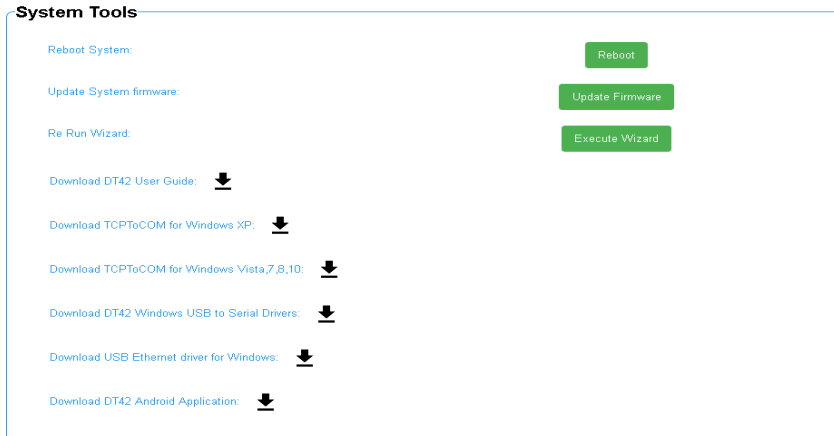 System Tools
Reboot System:
Reboot
Update System firmware:
Update Firmware
Re Run Wizard:
Execute Wizard
Download DT42 User Guide:
Download TCPToCOM for Windows XP:
Download TCPToCOM for Windows Vista,7,8,10:
Download DT42 Windows USB to Serial Drivers:
Download USB Ethernet driver for Windows:
Download DT42 Android Application: